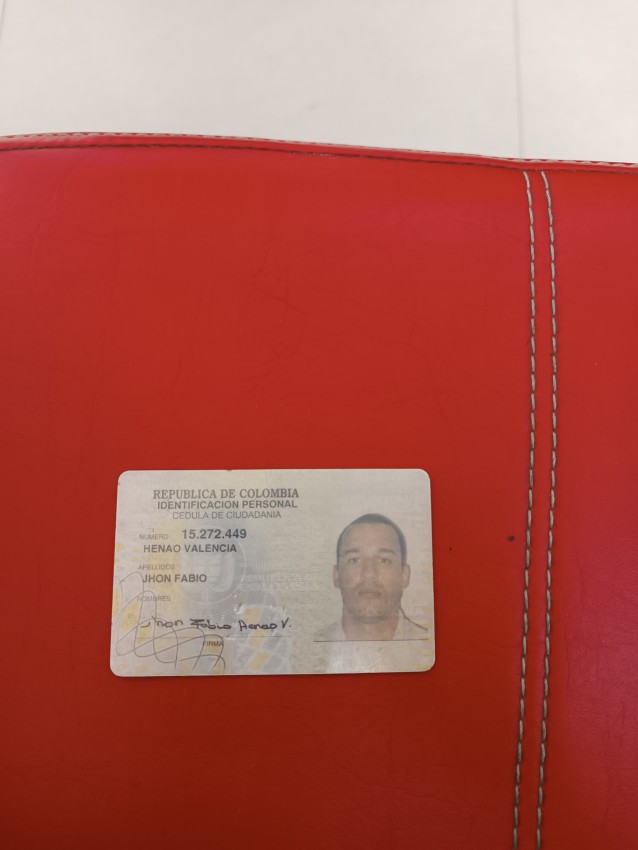 REPUBLICA DE COLOMBIA
IDENTIFICACION PERSONAL
CEDULA DE CIUDADANIA
NUMERO 15.272.449
HENAO VALENCIA
APELLIDOS
JHON FABIO
NOMBRES
Jhon Fabio Henao V.
FIRMA